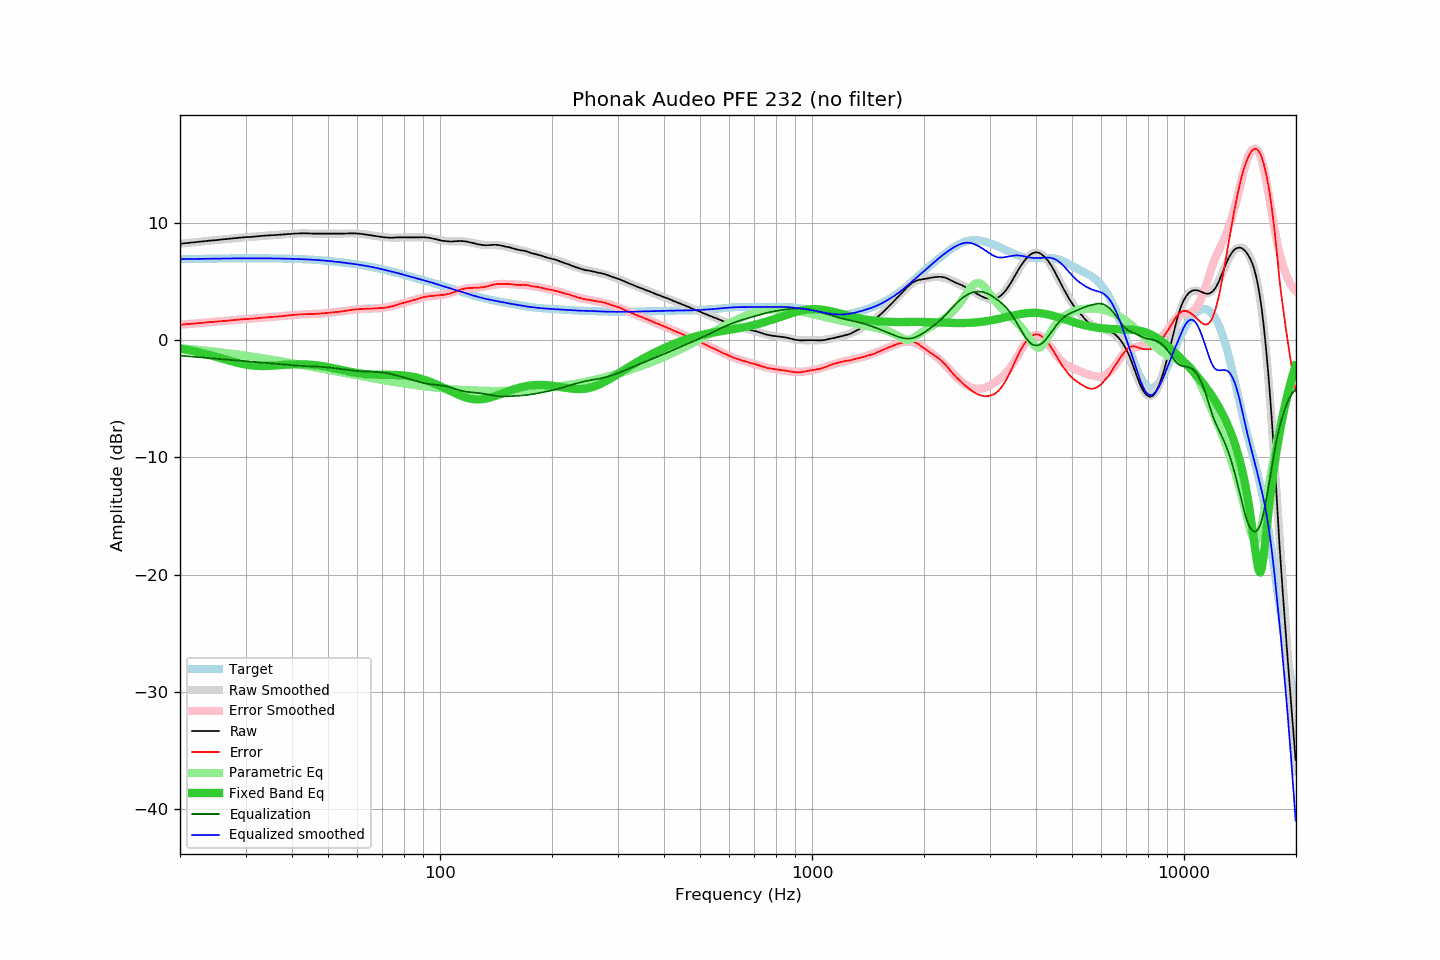 Phonak Audeo PFE 232 (no filter)
10
0
−10
−20
−30
−40
Amplitude (dBr)
Target
Raw Smoothed
Error Smoothed
Raw
Error
Parametric Eq
Fixed Band Eq
Equalization
Equalized smoothed
100 1000 10000
Frequency (Hz)